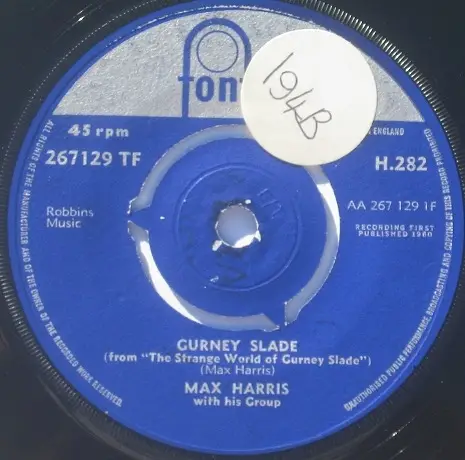 font
194B
45 rpm
ENGLAND
267129 TF
H.282
Robbins
Music
AA 267 129 1F
RECORDING FIRST
PUBLISHED 1960
GURNEY SLADE
(from "The Strange World of Gurney Slade")
(Max Harris)
MAX HARRIS
with his Group
ALL RIGHTS OF THE MANUFACTURER AND OF THE OWNER OF THE RECORDED WORK RESERVED.
UNAUTHORISED PUBLIC PERFORMANCE, BROADCASTING AND COPYING OF THIS RECORD PROHIBITED